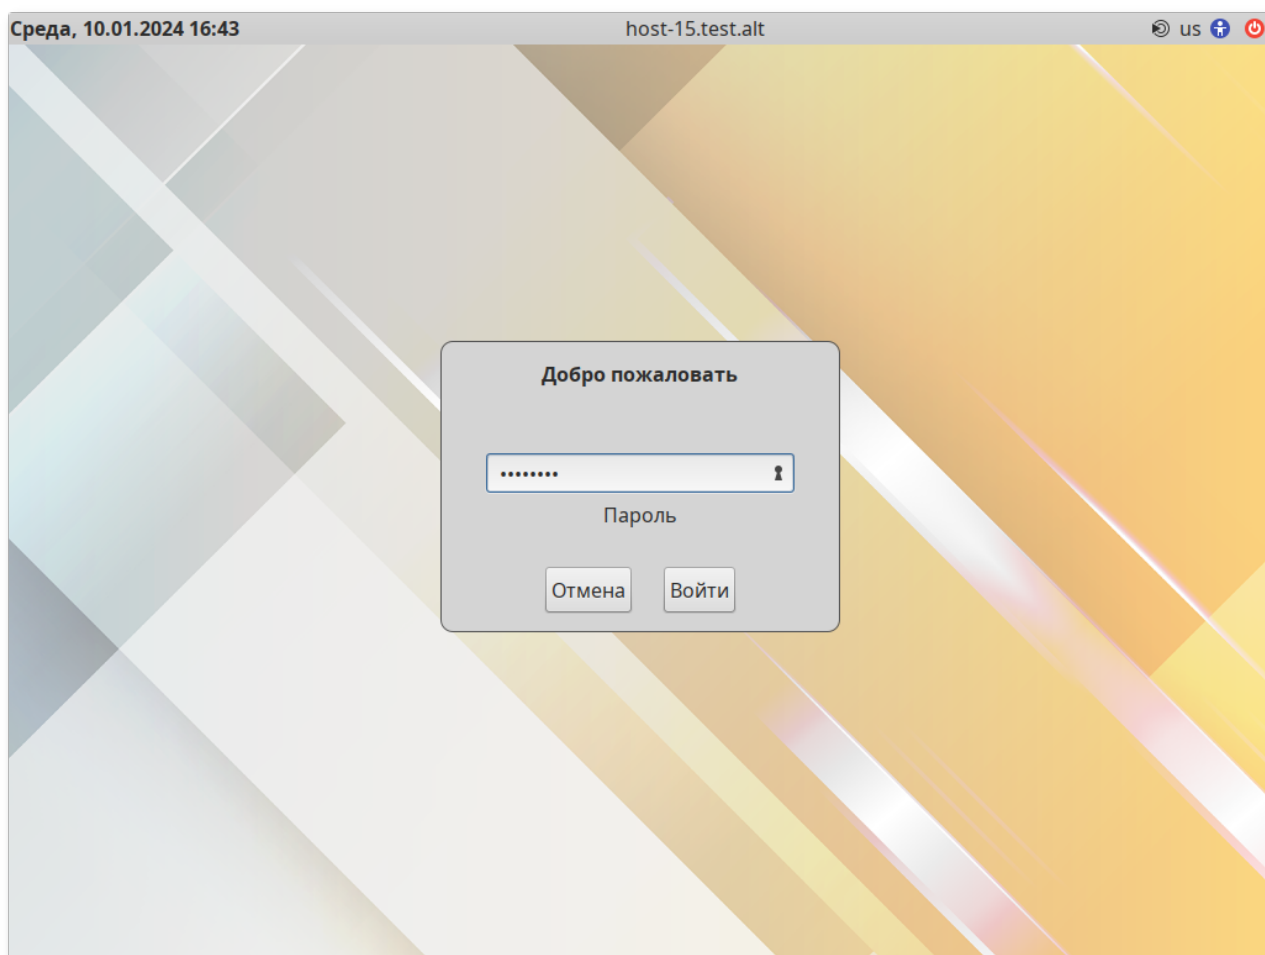 Среда, 10.01.2024 16:43 host-15.test.alt us
Добро пожаловать
••••••••
Пароль
Отмена Войти